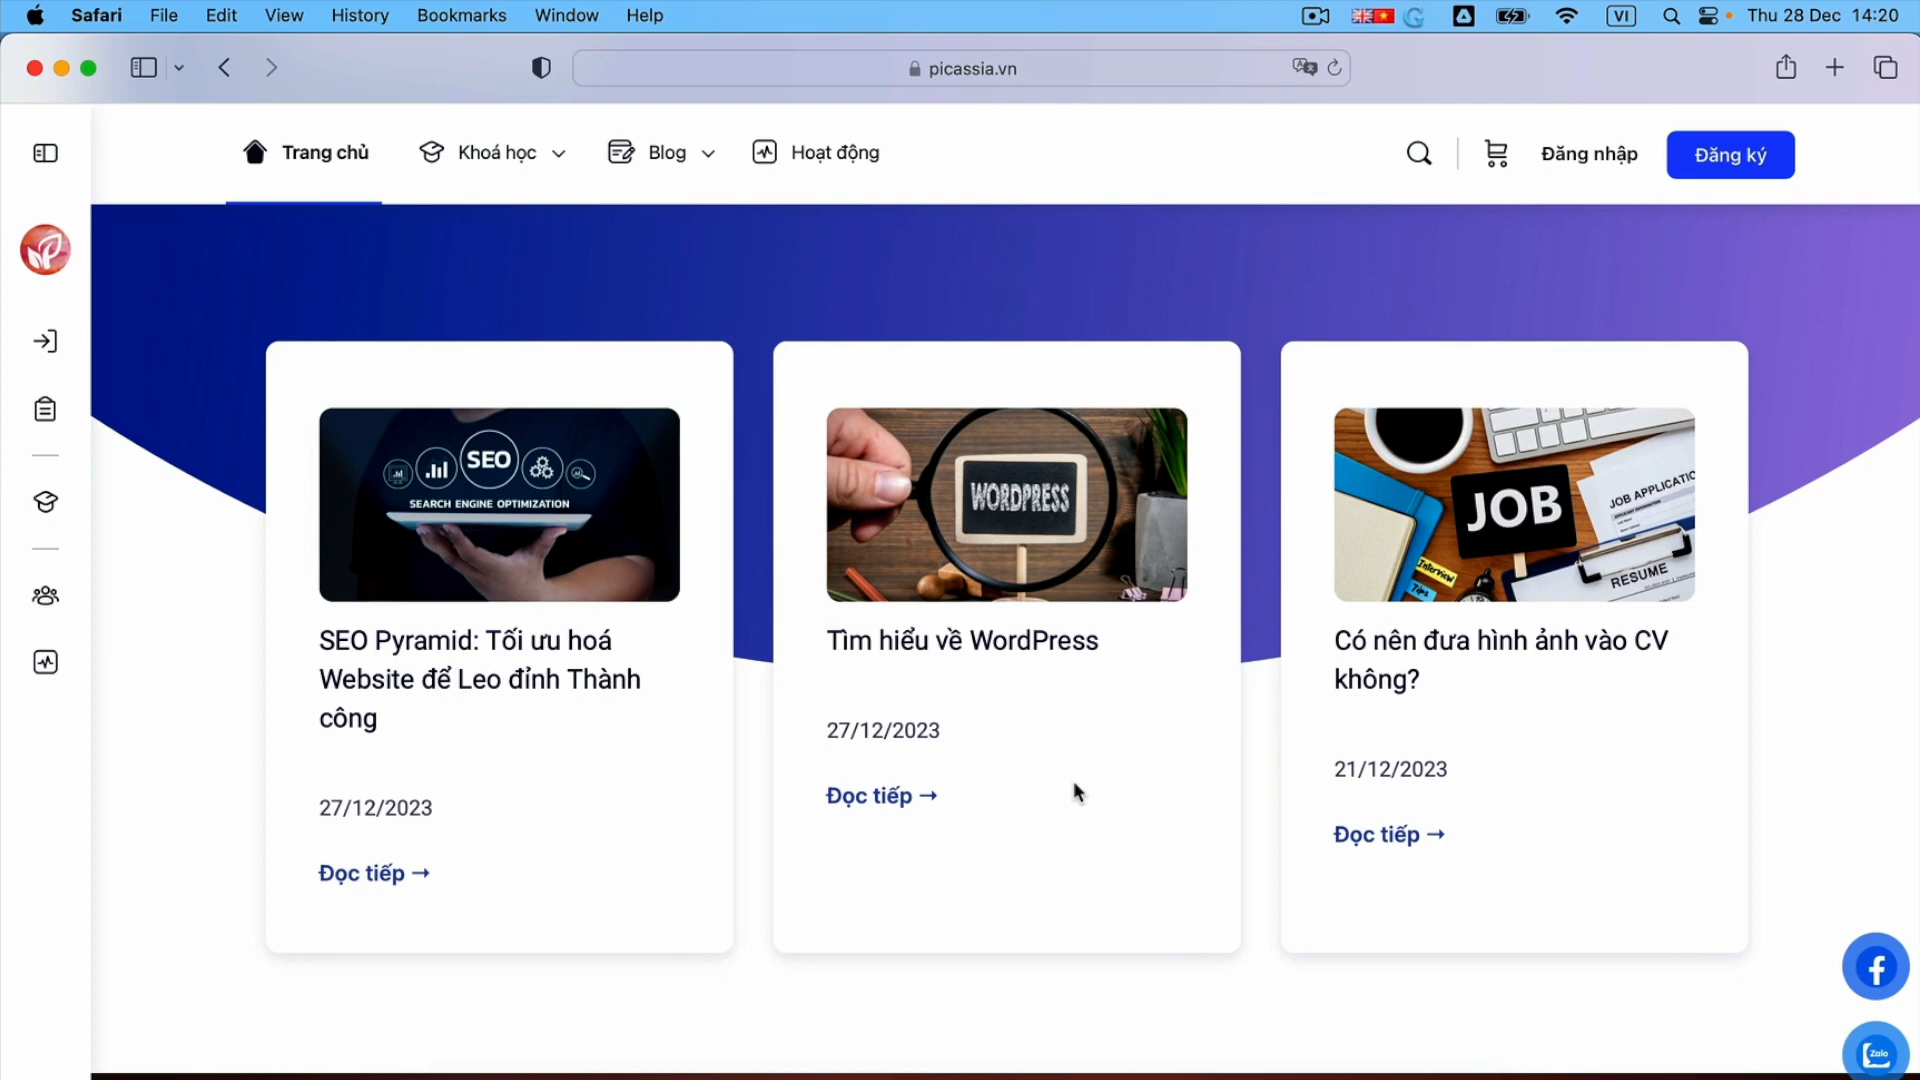 Safari File Edit View History Bookmarks Window Help VI Thu 28 Dec 14:20
picassia.vn
Trang chủ Khoá học Blog Hoạt động Đăng nhập Đăng ký
SEO
SEARCH ENGINE OPTIMIZATION
WORDPRESS
JOB
JOB APPLICATIO
RESUME
Interview
Tips
SEO Pyramid: Tối ưu hoá
Website để Leo đỉnh Thành
công
27/12/2023
Đọc tiếp →
Tìm hiểu về WordPress
27/12/2023
Đọc tiếp →
Có nên đưa hình ảnh vào CV
không?
21/12/2023
Đọc tiếp →
Zalo